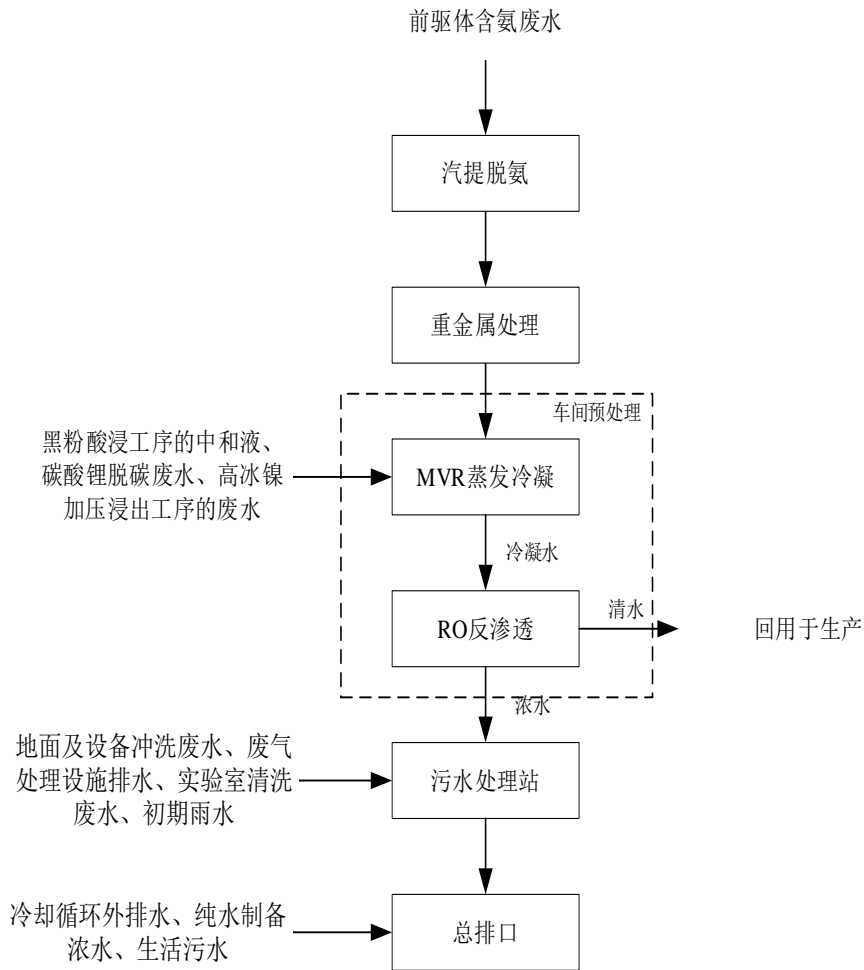 前驱体含氨废水
汽提脱氨
重金属处理
车间预处理
黑粉酸浸工序的中和液、
碳酸锂脱碳废水、高冰镍
加压浸出工序的废水
MVR蒸发冷凝
冷凝水
RO反渗透
清水
回用于生产
浓水
地面及设备冲洗废水、废气
处理设施排水、实验室清洗
废水、初期雨水
污水处理站
冷却循环外排水、纯水制备
浓水、生活污水
总排口